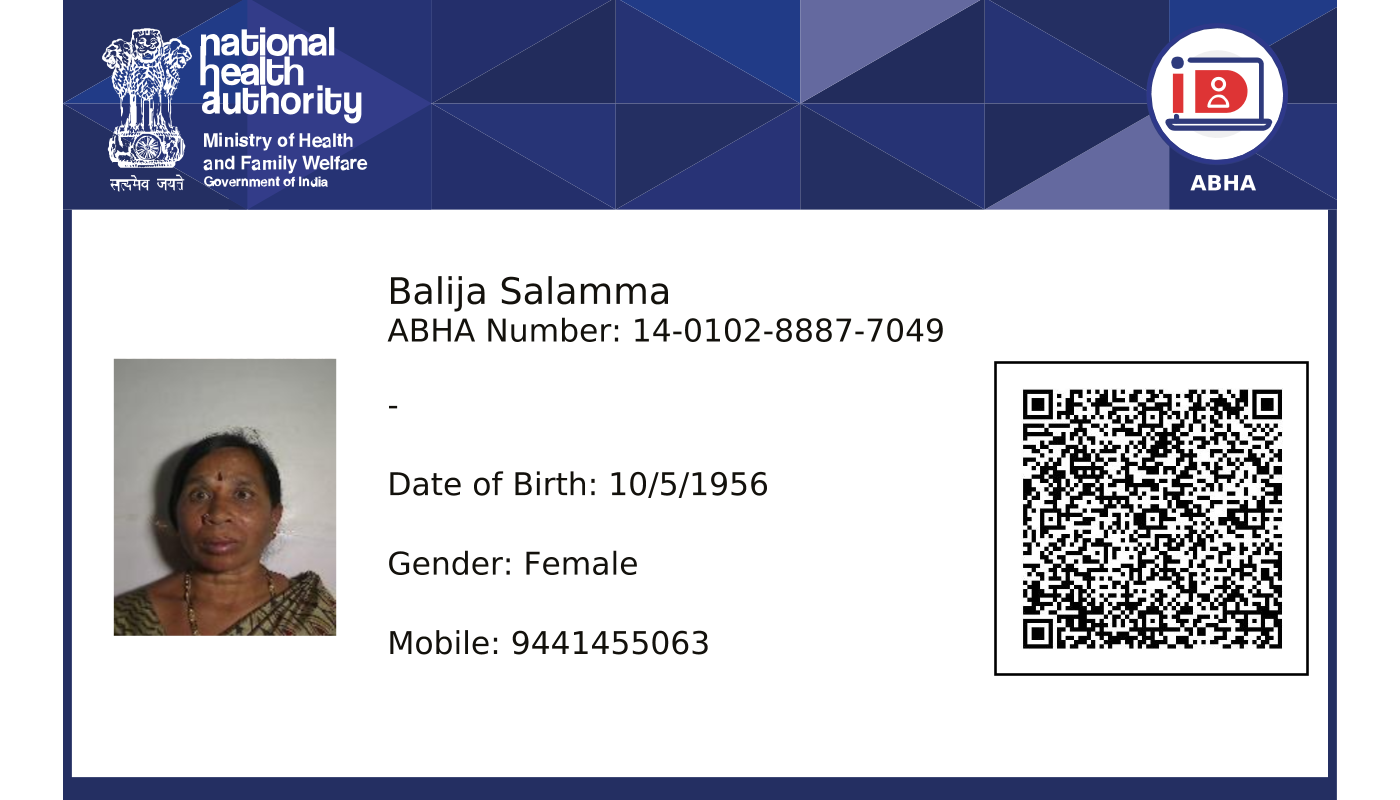 national
health
authority
Ministry of Health
and Family Welfare
Government of India
सत्यमेव जयते
iD
ABHA
Balija Salamma
ABHA Number: 14-0102-8887-7049
-
Date of Birth: 10/5/1956
Gender: Female
Mobile: 9441455063